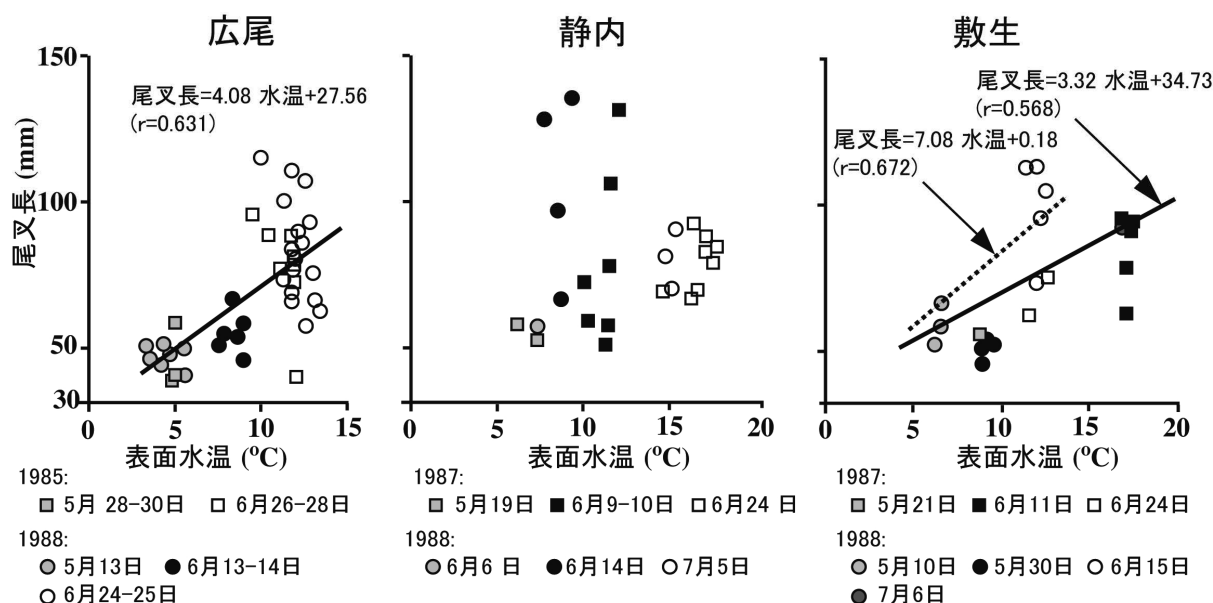 広尾
静内
敷生
尾叉長 (mm)
150
100
50
30
尾叉長=4.08 水温+27.56
(r=0.631)
尾叉長=3.32 水温+34.73
(r=0.568)
尾叉長=7.08 水温+0.18
(r=0.672)
0 5 10 15
0 5 10 15 20
0 5 10 15 20
表面水温 (ºC)
表面水温 (ºC)
表面水温 (ºC)
1985:
5月 28-30日 6月26-28日
1988:
5月13日 6月13-14日
6月24-25日
1987:
5月19日 6月9-10日 6月24 日
1988:
6月6 日 6月14日 7月5日
1987:
5月21日 6月11日 6月24日
1988:
5月10日 5月30日 6月15日
7月6日